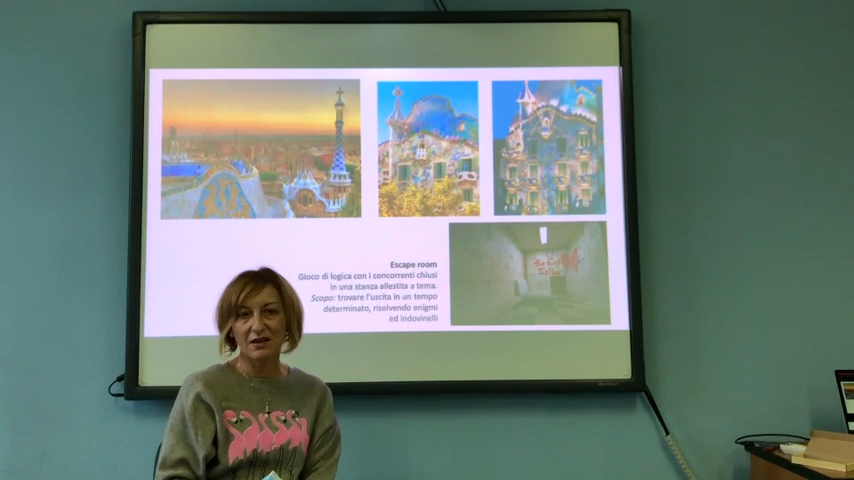 Escape room
Gioco di logica con i concorrenti chiusi
in una stanza allestita a tema.
Scopo: trovare l'uscita in un tempo
determinato, risolvendo enigmi
ed indovinelli